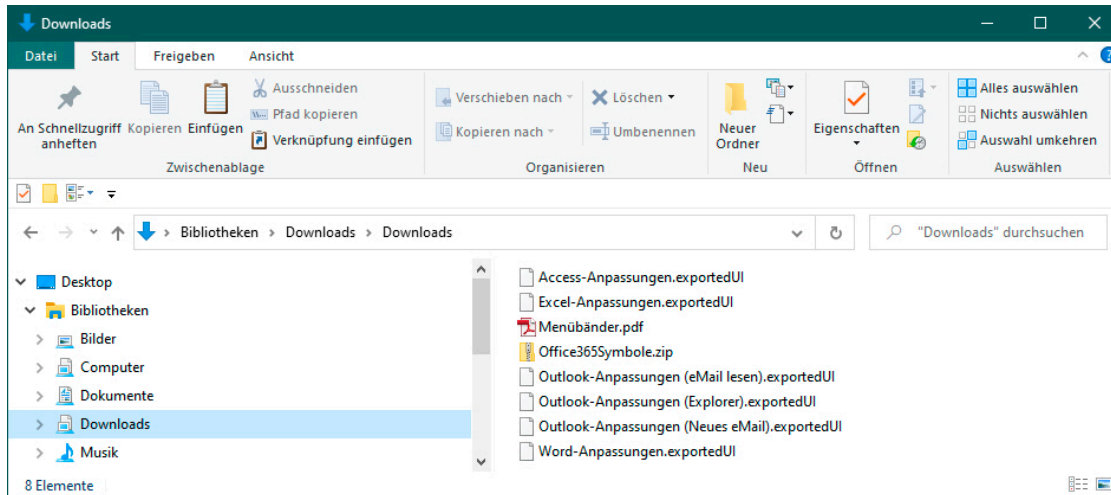 Downloads
Datei Start Freigeben Ansicht
An Schnellzugriff anheften
Kopieren
Einfügen
Ausschneiden
Pfad kopieren
Verknüpfung einfügen
Zwischenablage
Verschieben nach
Kopieren nach
Löschen
Umbenennen
Organisieren
Neuer
Ordner
Neu
Eigenschaften
Öffnen
Alles auswählen
Nichts auswählen
Auswahl umkehren
Auswählen
Bibliotheken > Downloads > Downloads
"Downloads" durchsuchen
Desktop
Bibliotheken
Bilder
Computer
Dokumente
Downloads
Musik
Access-Anpassungen.exportedUI
Excel-Anpassungen.exportedUI
Menübänder.pdf
Office365Symbole.zip
Outlook-Anpassungen (eMail lesen).exportedUI
Outlook-Anpassungen (Explorer).exportedUI
Outlook-Anpassungen (Neues eMail).exportedUI
Word-Anpassungen.exportedUI
8 Elemente